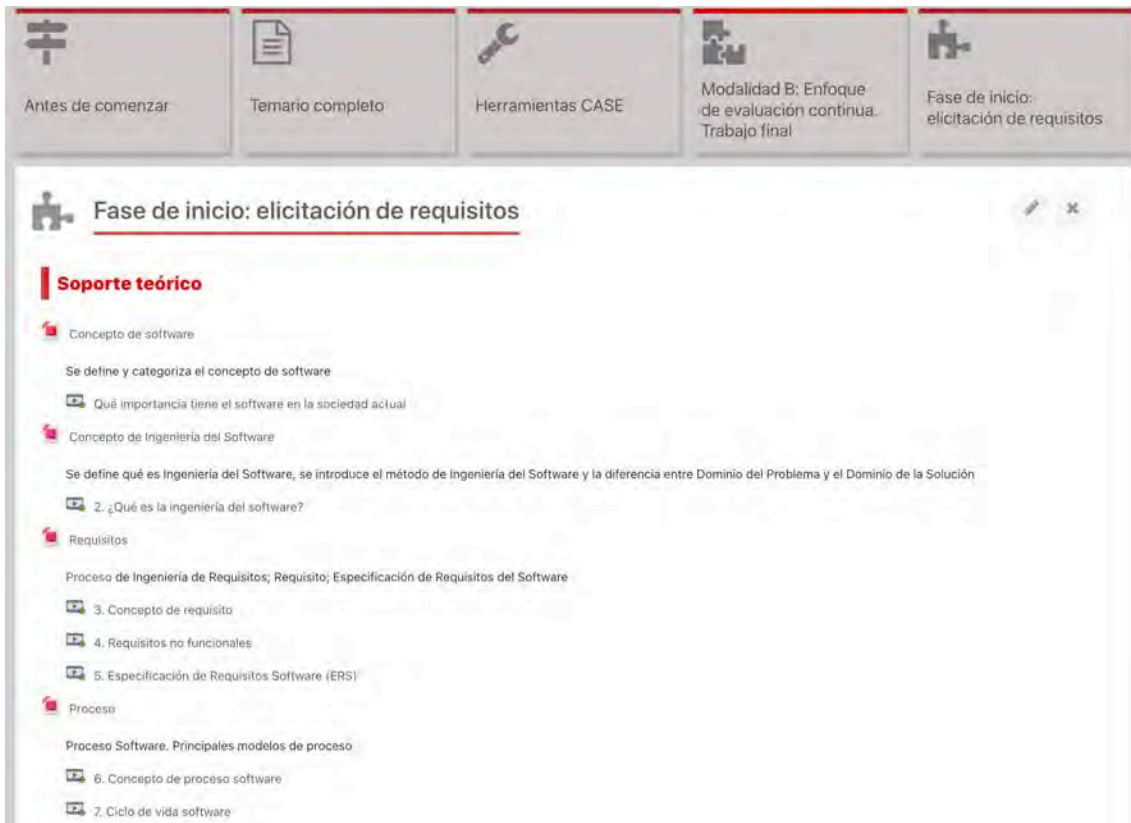 Antes de comenzar
Temario completo
Herramientas CASE
Modalidad B: Enfoque
de evaluación continua.
Trabajo final
Fase de inicio:
elicitación de requisitos
Fase de inicio: elicitación de requisitos
Soporte teórico
Concepto de software
Se define y categoriza el concepto de software
Qué importancia tiene el software en la sociedad actual
Concepto de Ingeniería del Software
Se define qué es Ingeniería del Software, se introduce el método de Ingeniería del Software y la diferencia entre Dominio del Problema y el Dominio de la Solución
2. ¿Qué es la ingeniería del software?
Requisitos
Proceso de Ingeniería de Requisitos; Requisito; Especificación de Requisitos del Software
3. Concepto de requisito
4. Requisitos no funcionales
5. Especificación de Requisitos Software (ERS)
Proceso
Proceso Software. Principales modelos de proceso
6. Concepto de proceso software
7. Ciclo de vida software